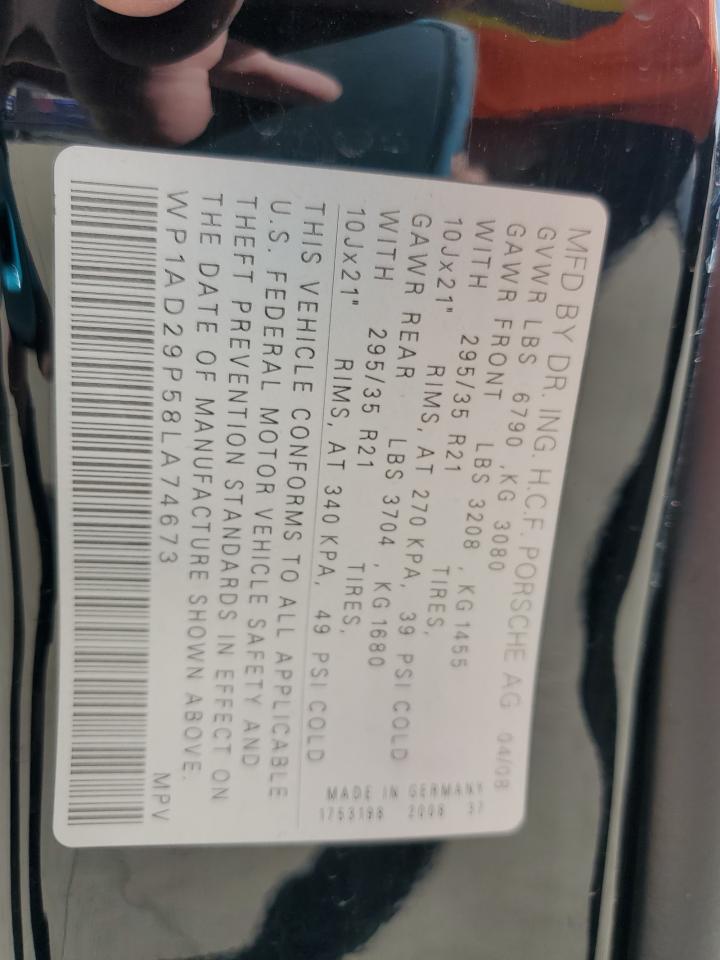 MFD BY DR. ING. H.C.F. PORSCHE AG 04/08
GVWR LBS 6790 ,KG 3080
GAWR FRONT LBS 3208 , KG 1455
WITH 295/35 R21 TIRES,
10Jx21" RIMS, AT 270 KPA, 39 PSI COLD
GAWR REAR LBS 3704 , KG 1680
WITH 295/35 R21 TIRES,
10Jx21" RIMS, AT 340 KPA, 49 PSI COLD
THIS VEHICLE CONFORMS TO ALL APPLICABLE
U.S. FEDERAL MOTOR VEHICLE SAFETY AND
THEFT PREVENTION STANDARDS IN EFFECT ON
THE DATE OF MANUFACTURE SHOWN ABOVE.
WP1AD29P58LA74673 MPV
MADE IN GERMANY
2008 37